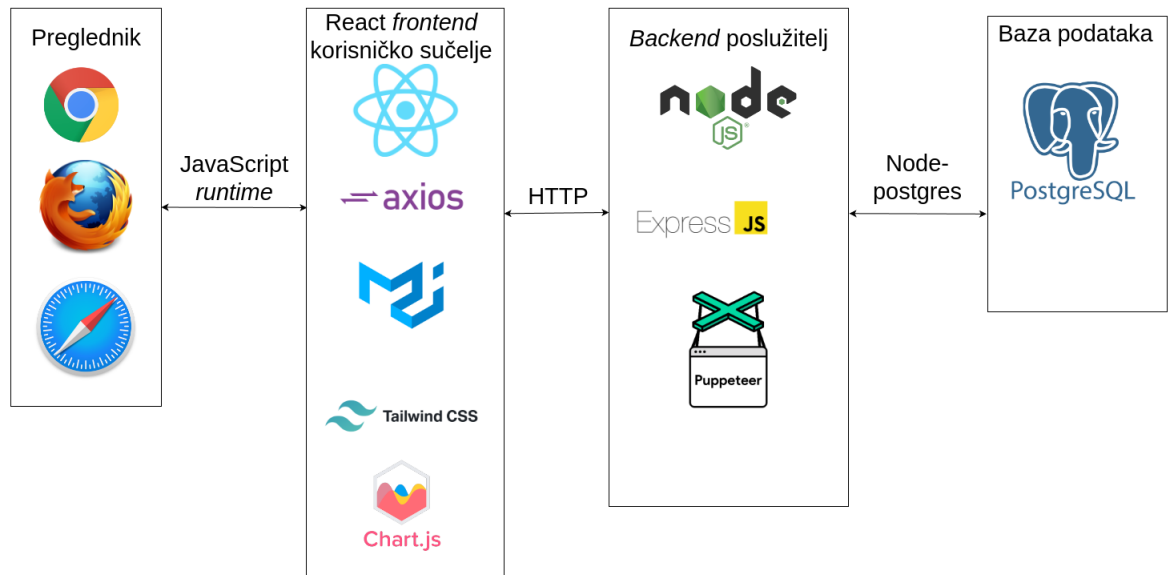 Preglednik
JavaScript
runtime
React frontend
korisničko sučelje
axios
Tailwind CSS
Chart.js
HTTP
Backend poslužitelj
node
JS
Express JS
Puppeteer
Node-
postgres
Baza podataka
PostgreSQL